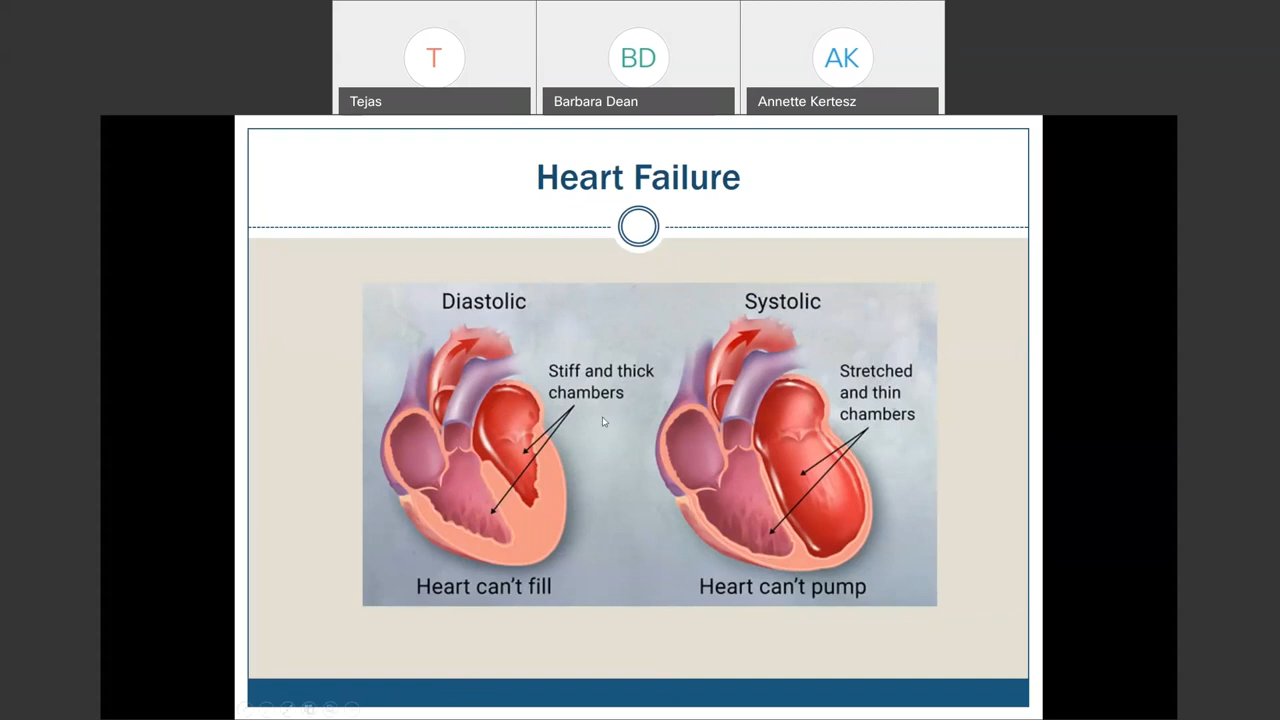 T
BD
AK
Tejas
Barbara Dean
Annette Kertesz
Heart Failure
Diastolic
Systolic
Stiff and thick
chambers
Stretched
and thin
chambers
Heart can't fill
Heart can't pump